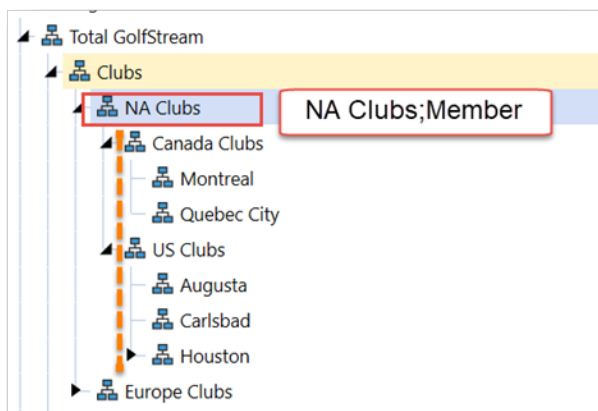 Total GolfStream
Clubs
NA Clubs
NA Clubs;Member
Canada Clubs
Montreal
Quebec City
US Clubs
Augusta
Carlsbad
Houston
Europe Clubs